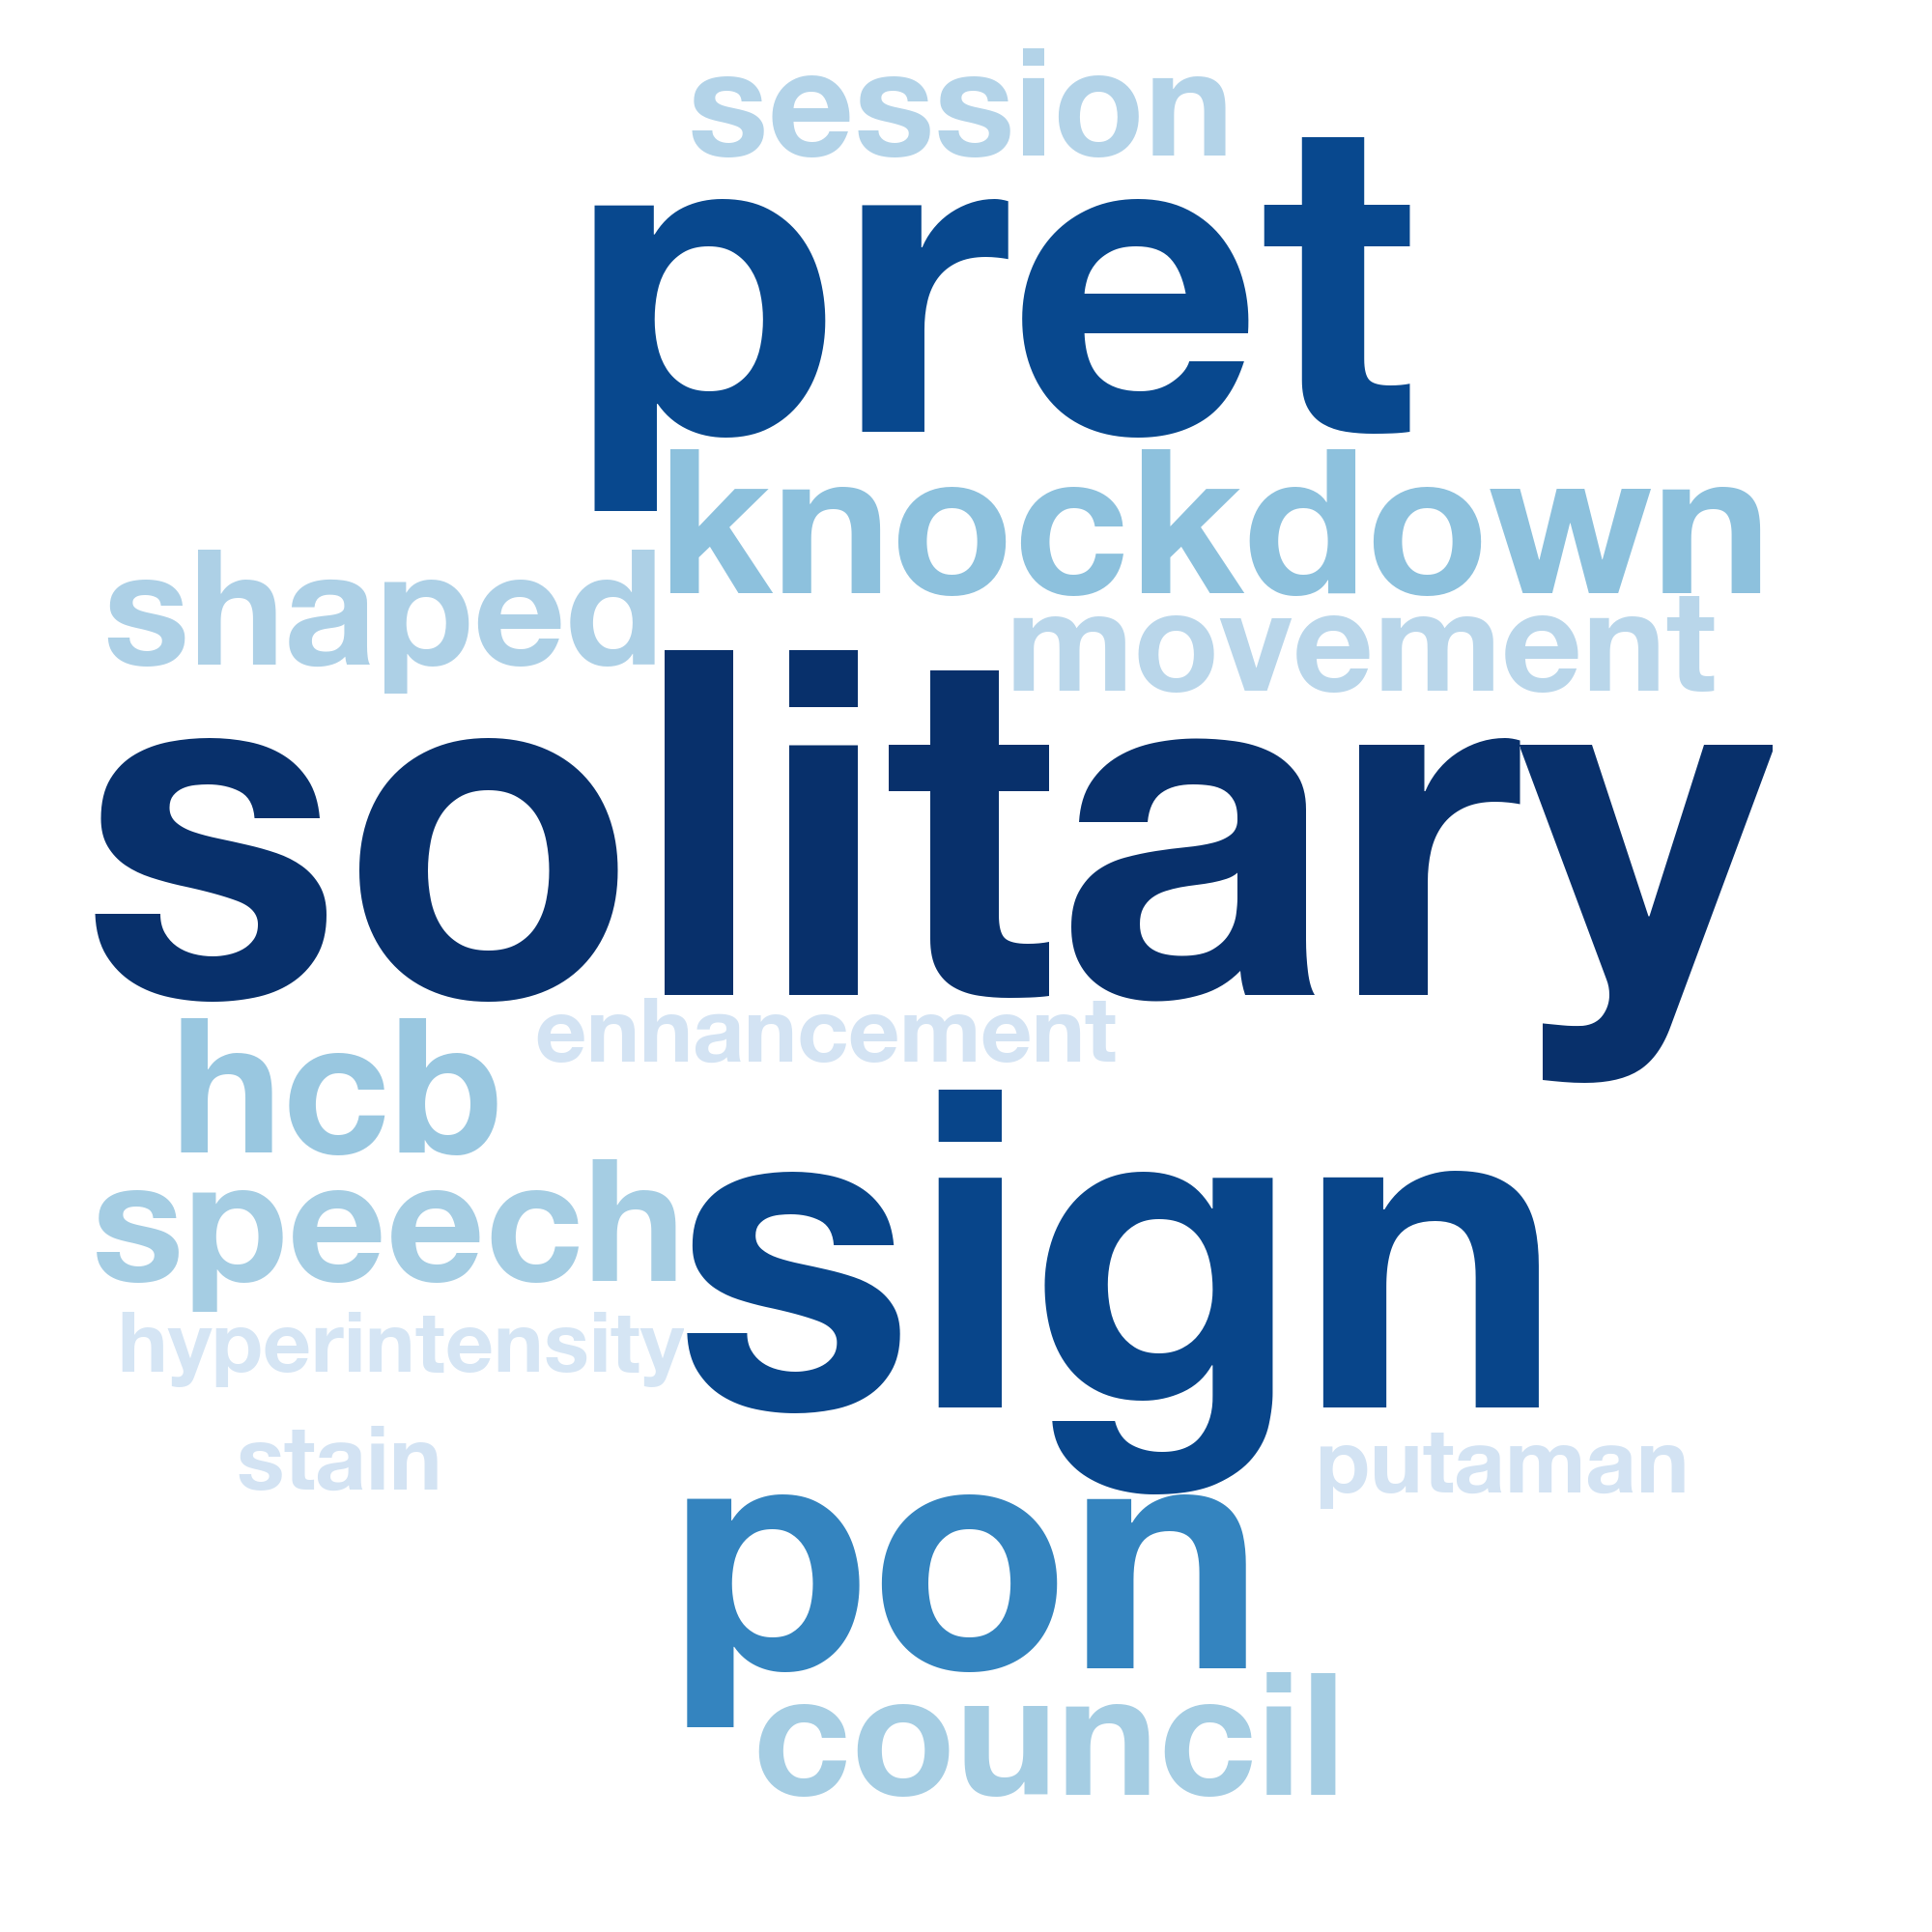 session
pret
knockdown
shaped
movement
solitary
enhancement
hcb
speech
sign
hyperintensity
stain
putaman
pon
council